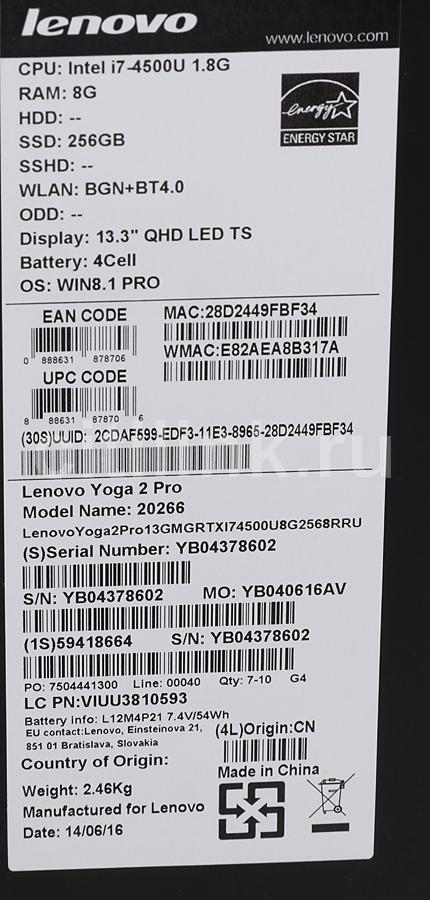 lenovo
www.lenovo.com
CPU: Intel i7-4500U 1.8G
RAM: 8G
HDD: --
SSD: 256GB
SSHD: --
WLAN: BGN+BT4.0
ODD: --
Display: 13.3" QHD LED TS
Battery: 4Cell
OS: WIN8.1 PRO
energy
ENERGY STAR
EAN CODE
0 888631 878706
UPC CODE
8 88631 87870 6
MAC:28D2449FBF34
WMAC:E82AEA8B317A
(30S)UUID: 2CDAF599-EDF3-11E3-8965-28D2449FBF34
Lenovo Yoga 2 Pro
Model Name: 20266
LenovoYoga2Pro13GMGRTXI74500U8G2568RRU
(S)Serial Number: YB04378602
S/N: YB04378602 MO: YB040616AV
(1S)59418664 S/N: YB04378602
PO: 7504441300 Line: 00040 Qty: 7-10 G4
LC PN:VIUU3810593
Battery info: L12M4P21 7.4V/54Wh
EU contact:Lenovo, Einsteinova 21,
851 01 Bratislava, Slovakia
(4L)Origin:CN
Country of Origin:
Made in China
Weight: 2.46Kg
Manufactured for Lenovo
Date: 14/06/16